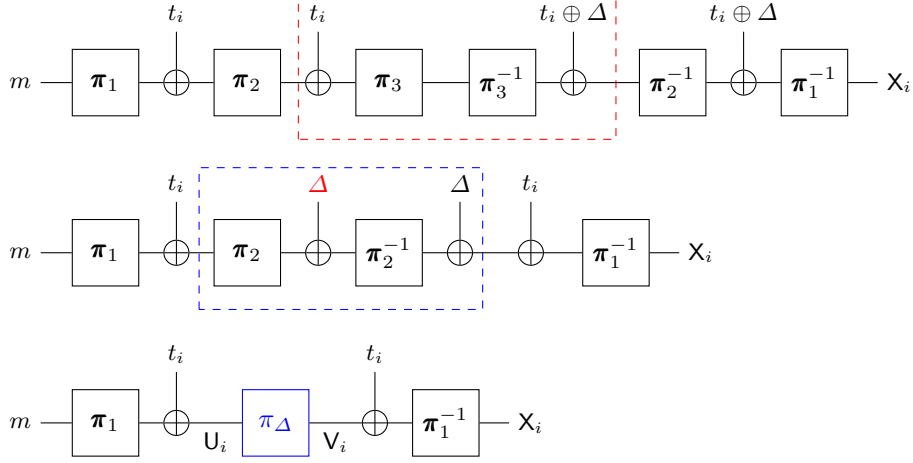 t_i t_i t_i ⊕ Δ t_i ⊕ Δ
m π_1 π_2 π_3 π_3^{-1} π_2^{-1} π_1^{-1} X_i
t_i Δ Δ t_i
m π_1 π_2 π_2^{-1} π_1^{-1} X_i
t_i t_i
m π_1 π_Δ π_1^{-1} X_i
U_i V_i